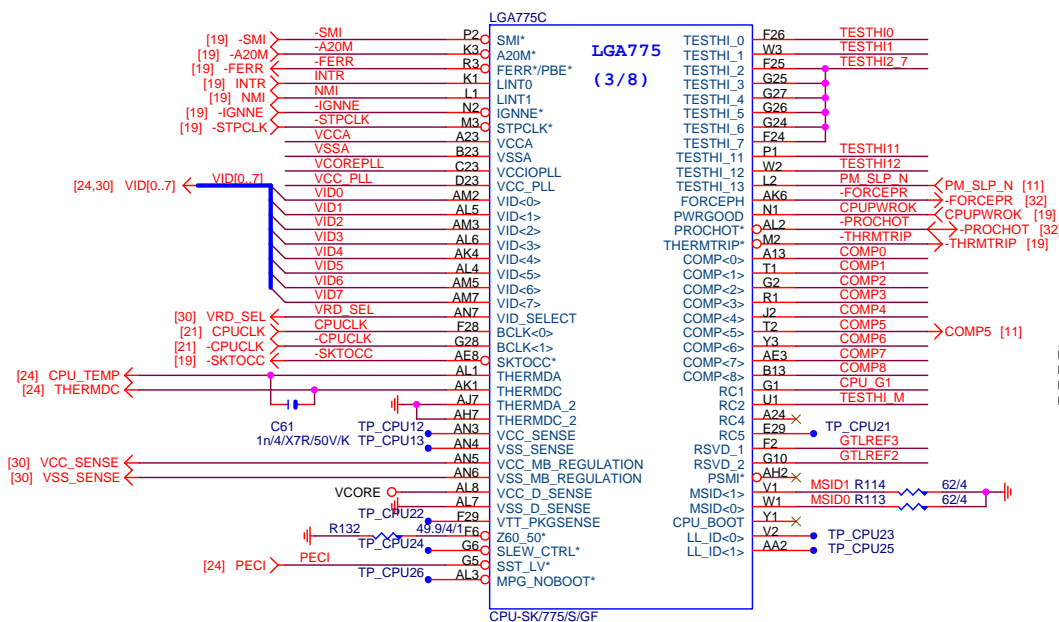 LGA775C
LGA775
(3/8)
[19] -SMI -SMI P2 SMI*
[19] -A20M -A20M K3 A20M*
[19] -FERR -FERR R3 FERR*/PBE*
[19] INTR INTR K1 LINT0
[19] NMI NMI L1 LINT1
[19] -IGNNE -IGNNE N2 IGNNE*
[19] -STPCLK -STPCLK M3 STPCLK*
VCCA A23 VCCA
VSSA B23 VSSA
VCOREPLL C23 VCCIOPLL
[24,30] VID[0..7] VID[0..7] VCC_PLL D23 VCC_PLL
VID0 AM2 VID<0>
VID1 AL5 VID<1>
VID2 AM3 VID<2>
VID3 AL6 VID<3>
VID4 AK4 VID<4>
VID5 AL4 VID<5>
VID6 AM5 VID<6>
VID7 AM7 VID<7>
[30] VRD_SEL VRD_SEL AN7 VID_SELECT
[21] CPUCLK CPUCLK F28 BCLK<0>
[21] -CPUCLK -CPUCLK G28 BCLK<1>
[19] -SKTOCC -SKTOCC AE8 SKTOCC*
[24] CPU_TEMP AL1 THERMDA
[24] THERMDC AK1 THERMDC
AJ7 THERMDA_2
AH7 THERMDC_2
C61
1n/4/X7R/50V/K
TP_CPU12 AN3 VCC_SENSE
TP_CPU13 AN4 VSS_SENSE
[30] VCC_SENSE AN5 VCC_MB_REGULATION
[30] VSS_SENSE AN6 VSS_MB_REGULATION
VCORE AL8 VCC_D_SENSE
AL7 VSS_D_SENSE
TP_CPU22 F29 VTT_PKGSENSE
R132 49.9/4/1 F6 Z60_50*
TP_CPU24 G6 SLEW_CTRL*
[24] PECI PECI G5 SST_LV*
TP_CPU26 AL3 MPG_NOBOOT*
TESTHI_0 F26 TESTHI0
TESTHI_1 W3 TESTHI1
TESTHI_2 F25 TESTHI2_7
TESTHI_3 G25
TESTHI_4 G27
TESTHI_5 G26
TESTHI_6 G24
TESTHI_7 F24
TESTHI_11 P1 TESTHI11
TESTHI_12 W2 TESTHI12
TESTHI_13 L2 PM_SLP_N PM_SLP_N [11]
FORCEPH AK6 -FORCEPR -FORCEPR [32]
PWRGOOD N1 CPUPWROK CPUPWROK [19]
PROCHOT* AL2 -PROCHOT -PROCHOT [32]
THERMTRIP* M2 -THRMTRIP -THRMTRIP [19]
COMP<0> A13 COMP0
COMP<1> T1 COMP1
COMP<2> G2 COMP2
COMP<3> R1 COMP3
COMP<4> J2 COMP4
COMP<5> T2 COMP5 COMP5 [11]
COMP<6> Y3 COMP6
COMP<7> AE3 COMP7
COMP<8> B13 COMP8
RC1 G1 CPU_G1
RC2 U1 TESTHI_M
RC4 A24
RC5 E29 TP_CPU21
RSVD_1 F2 GTLREF3
RSVD_2 G10 GTLREF2
PSMI* AH2
MSID<1> V1 MSID1 R114 62/4
MSID<0> W1 MSID0 R113 62/4
CPU_BOOT Y1
LL_ID<0> V2 TP_CPU23
LL_ID<1> AA2 TP_CPU25
CPU-SK/775/S/GF